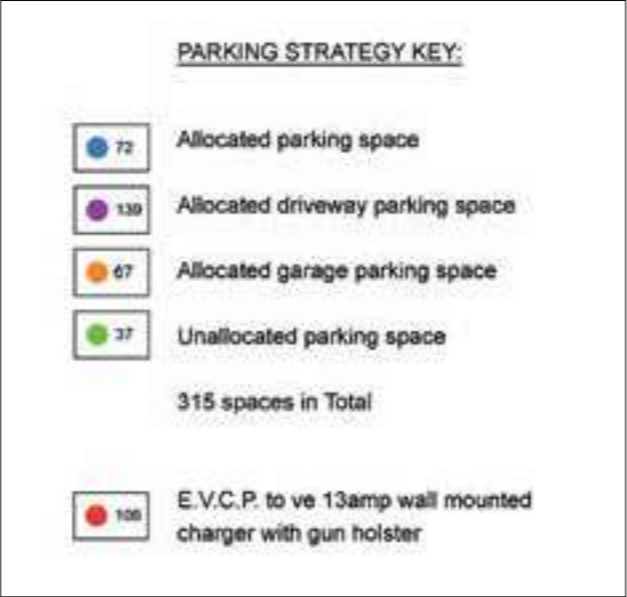 PARKING STRATEGY KEY:
72 Allocated parking space
139 Allocated driveway parking space
67 Allocated garage parking space
37 Unallocated parking space
315 spaces in Total
E.V.C.P. to ve 13amp wall mounted
charger with gun holster